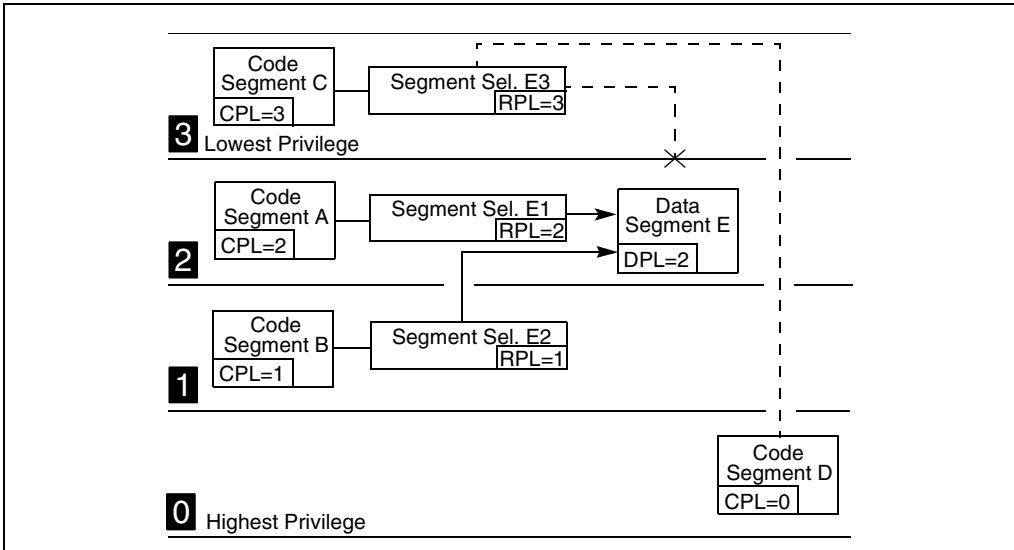 Code
Segment C
CPL=3
Segment Sel. E3
RPL=3
3
Lowest Privilege
Code
Segment A
CPL=2
Segment Sel. E1
RPL=2
Data
Segment E
DPL=2
2
Code
Segment B
CPL=1
Segment Sel. E2
RPL=1
1
Code
Segment D
CPL=0
0
Highest Privilege